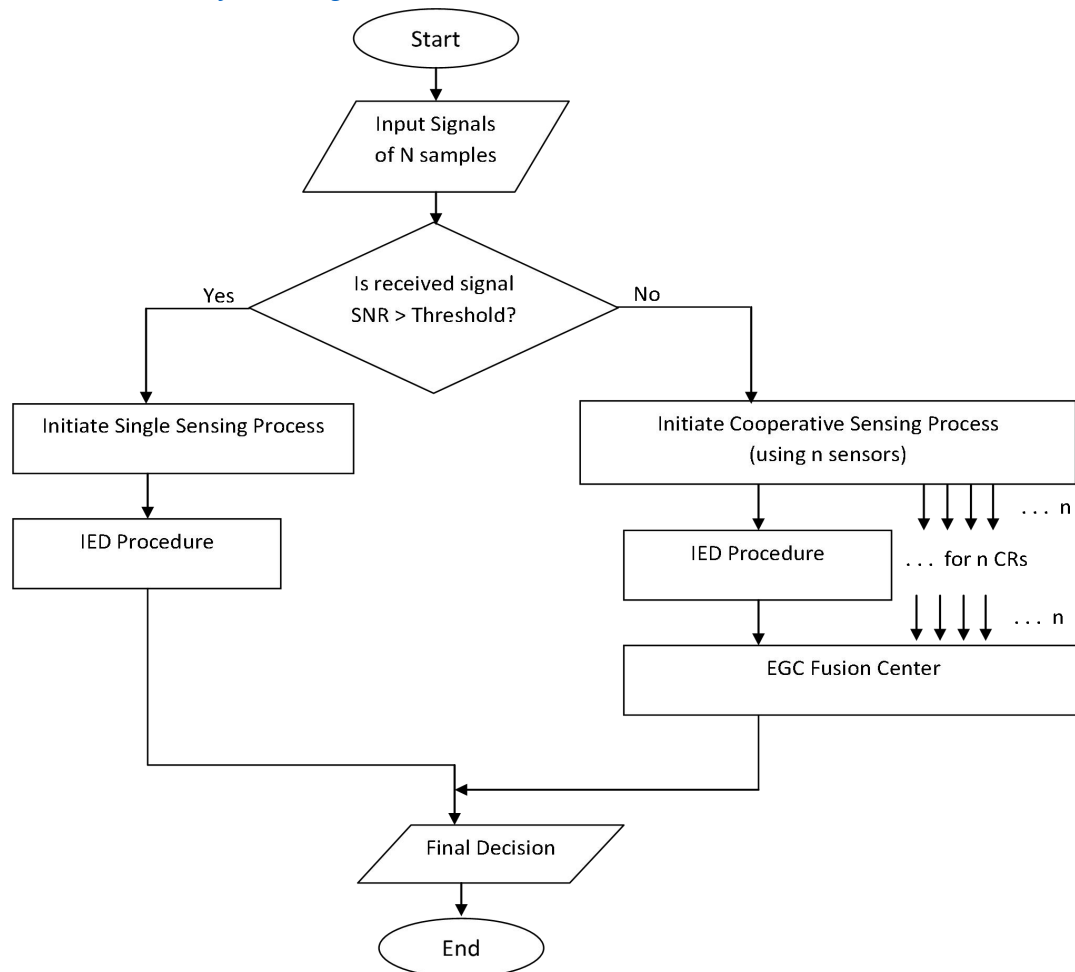 Start
Input Signals
of N samples
Is received signal
SNR > Threshold?
Yes
No
Initiate Single Sensing Process
Initiate Cooperative Sensing Process
(using n sensors)
. . . n
IED Procedure
IED Procedure
. . . for n CRs
. . . n
EGC Fusion Center
Final Decision
End